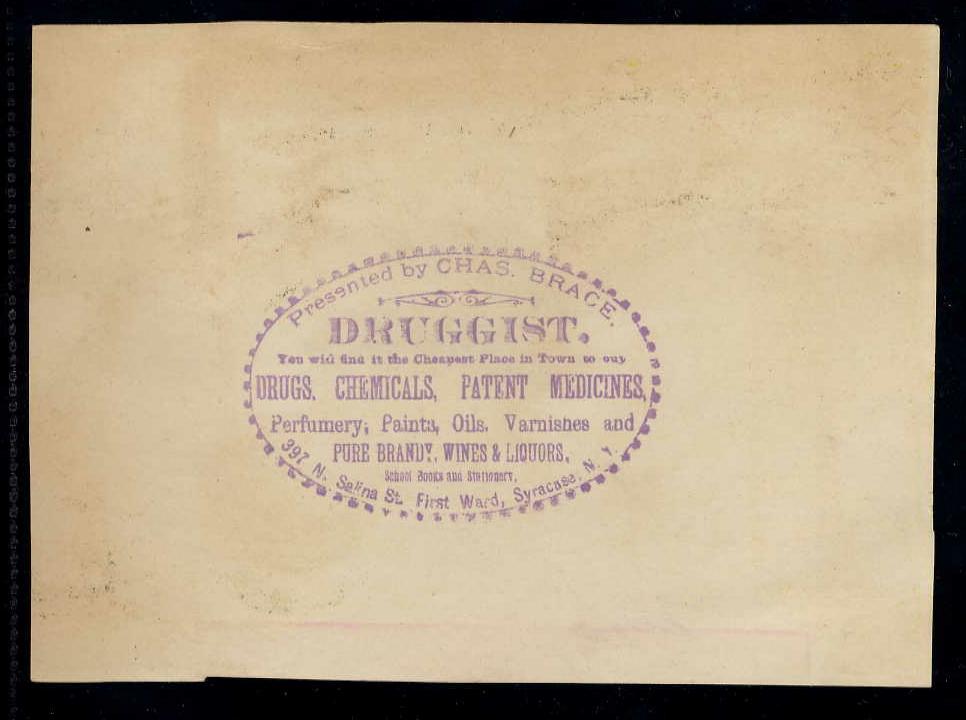 Presented by CHAS. BRACE.
DRUGGIST.
You will find it the Cheapest Place in Town to buy
DRUGS. CHEMICALS, PATENT MEDICINES,
Perfumery, Paints, Oils. Varnishes and
PURE BRANDY, WINES & LIQUORS,
School Books and Stationery,
397 N. Salina St. First Ward, Syracuse, N. Y.